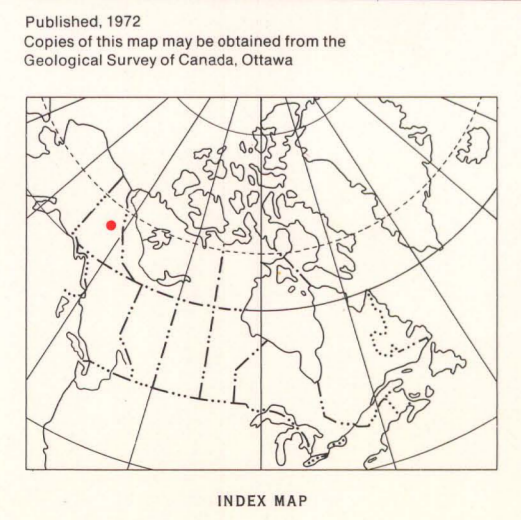 Published, 1972
Copies of this map may be obtained from the
Geological Survey of Canada, Ottawa
INDEX MAP